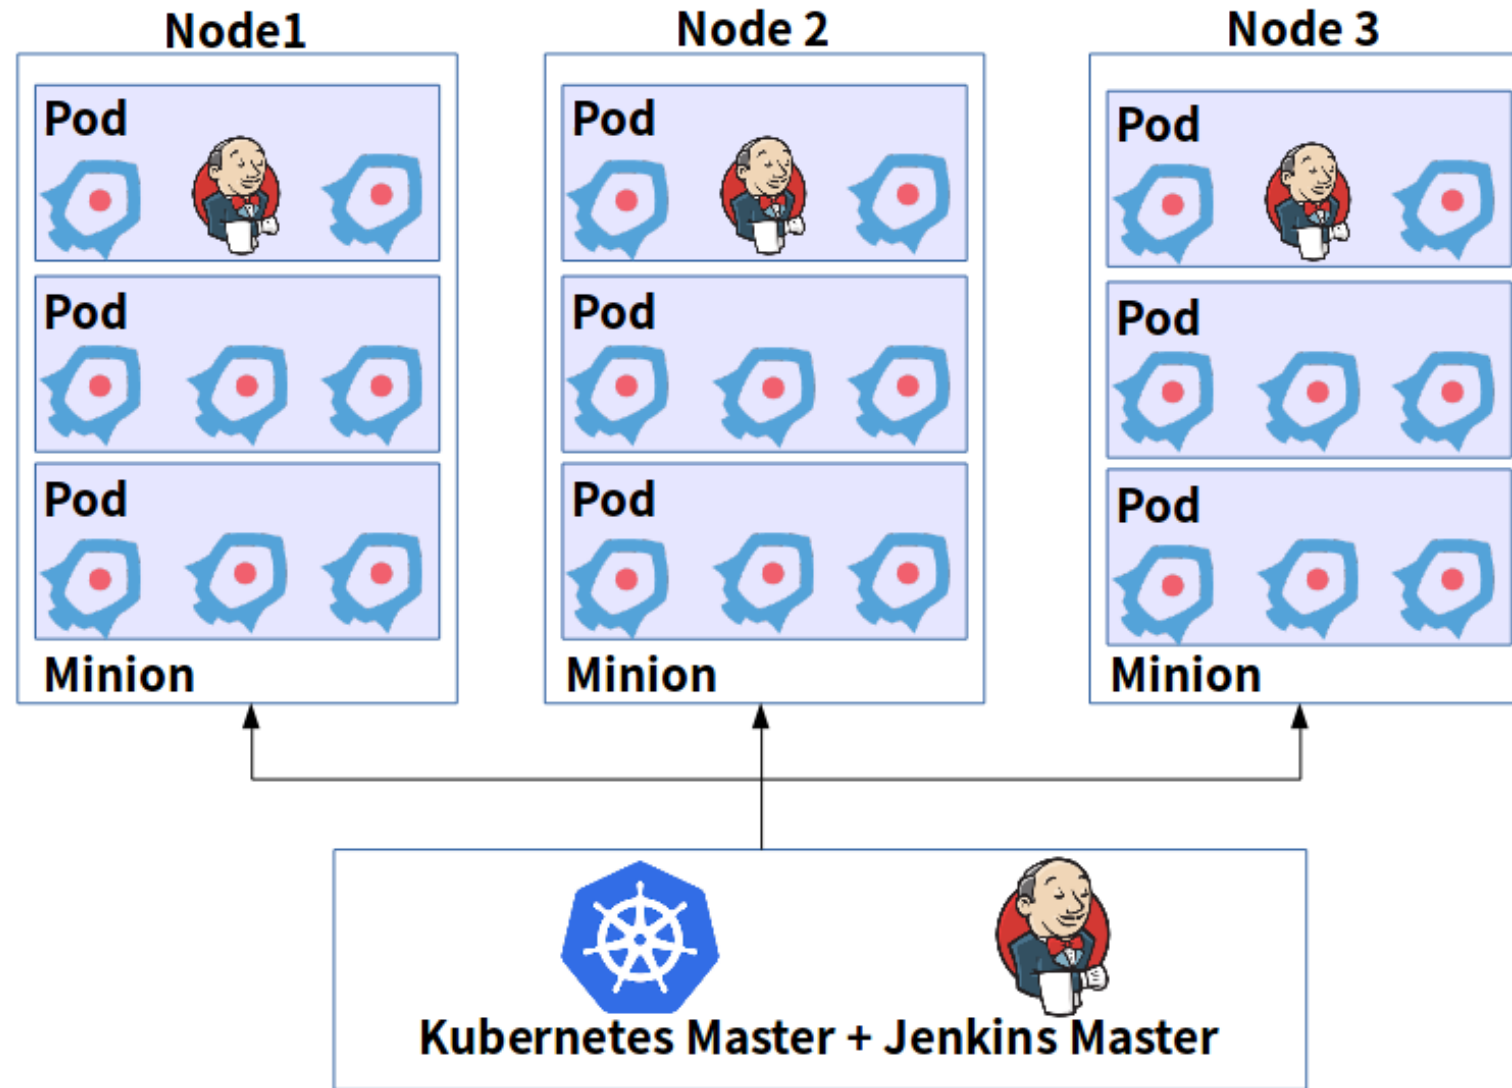 Node1
Node 2
Node 3
Pod
Pod
Pod
Pod
Pod
Pod
Pod
Pod
Pod
Minion
Minion
Minion
Kubernetes Master + Jenkins Master